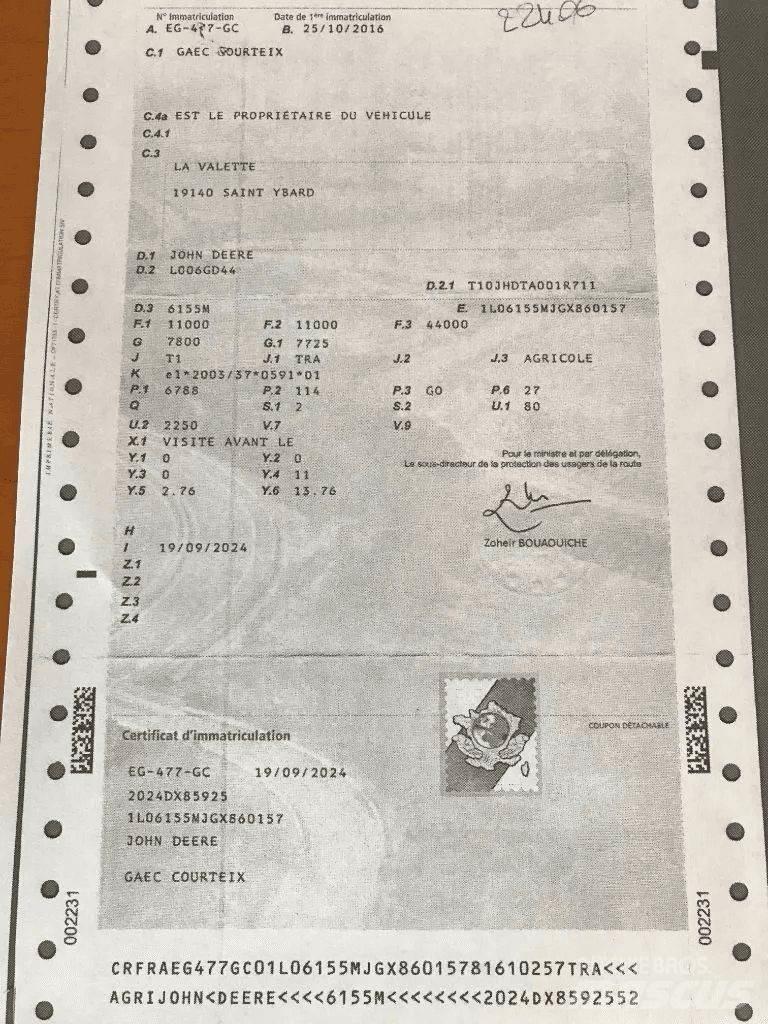 22406
N° Immatriculation Date de 1ère immatriculation
A. EG-477-GC B. 25/10/2016
C.1 GAEC COURTEIX
C.4a EST LE PROPRIÉTAIRE DU VEHICULE
C.4.1
C.3
LA VALETTE
19140 SAINT YBARD
D.1 JOHN DEERE
D.2 L006GD44
D.2.1 T10JHDTA001R711
D.3 6155M E. 1L06155MJGX860157
F.1 11000 F.2 11000 F.3 44000
G 7800 G.1 7725
J T1 J.1 TRA J.2 J.3 AGRICOLE
K e1*2003/37*0591*01
P.1 6788 P.2 114 P.3 GO P.6 27
Q S.1 2 S.2 U.1 80
U.2 2250 V.7 V.9
X.1 VISITE AVANT LE
Y.1 0 Y.2 0
Y.3 0 Y.4 11
Y.5 2.76 Y.6 13.76
Pour le ministre et par délégation,
Le sous-directeur de la protection des usagers de la route
Zoheir BOUAOUICHE
H
I 19/09/2024
Z.1
Z.2
Z.3
Z.4
COUPON DÉTACHABLE
Certificat d'immatriculation
EG-477-GC 19/09/2024
2024DX85925
1L06155MJGX860157
JOHN DEERE
GAEC COURTEIX
002231
002231
CRFRAEG477GC01L06155MJGX86015781610257TRA<<<
AGRIJOHN<DEERE<<<<6155M<<<<<<<<2024DX8592552